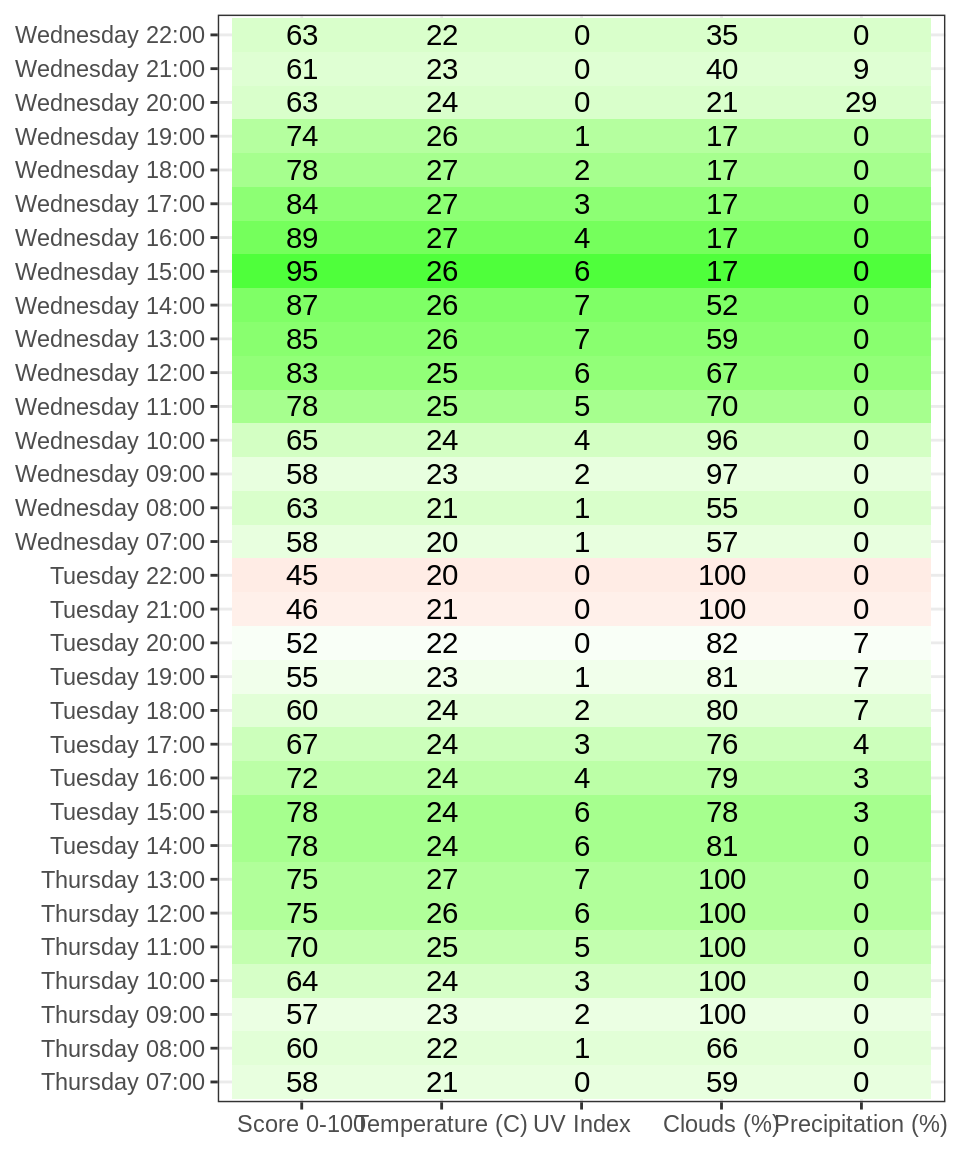 Wednesday 22:00 63 22 0 35 0
Wednesday 21:00 61 23 0 40 9
Wednesday 20:00 63 24 0 21 29
Wednesday 19:00 74 26 1 17 0
Wednesday 18:00 78 27 2 17 0
Wednesday 17:00 84 27 3 17 0
Wednesday 16:00 89 27 4 17 0
Wednesday 15:00 95 26 6 17 0
Wednesday 14:00 87 26 7 52 0
Wednesday 13:00 85 26 7 59 0
Wednesday 12:00 83 25 6 67 0
Wednesday 11:00 78 25 5 70 0
Wednesday 10:00 65 24 4 96 0
Wednesday 09:00 58 23 2 97 0
Wednesday 08:00 63 21 1 55 0
Wednesday 07:00 58 20 1 57 0
Tuesday 22:00 45 20 0 100 0
Tuesday 21:00 46 21 0 100 0
Tuesday 20:00 52 22 0 82 7
Tuesday 19:00 55 23 1 81 7
Tuesday 18:00 60 24 2 80 7
Tuesday 17:00 67 24 3 76 4
Tuesday 16:00 72 24 4 79 3
Tuesday 15:00 78 24 6 78 3
Tuesday 14:00 78 24 6 81 0
Thursday 13:00 75 27 7 100 0
Thursday 12:00 75 26 6 100 0
Thursday 11:00 70 25 5 100 0
Thursday 10:00 64 24 3 100 0
Thursday 09:00 57 23 2 100 0
Thursday 08:00 60 22 1 66 0
Thursday 07:00 58 21 0 59 0
Score 0-100 Temperature (C) UV Index Clouds (%) Precipitation (%)